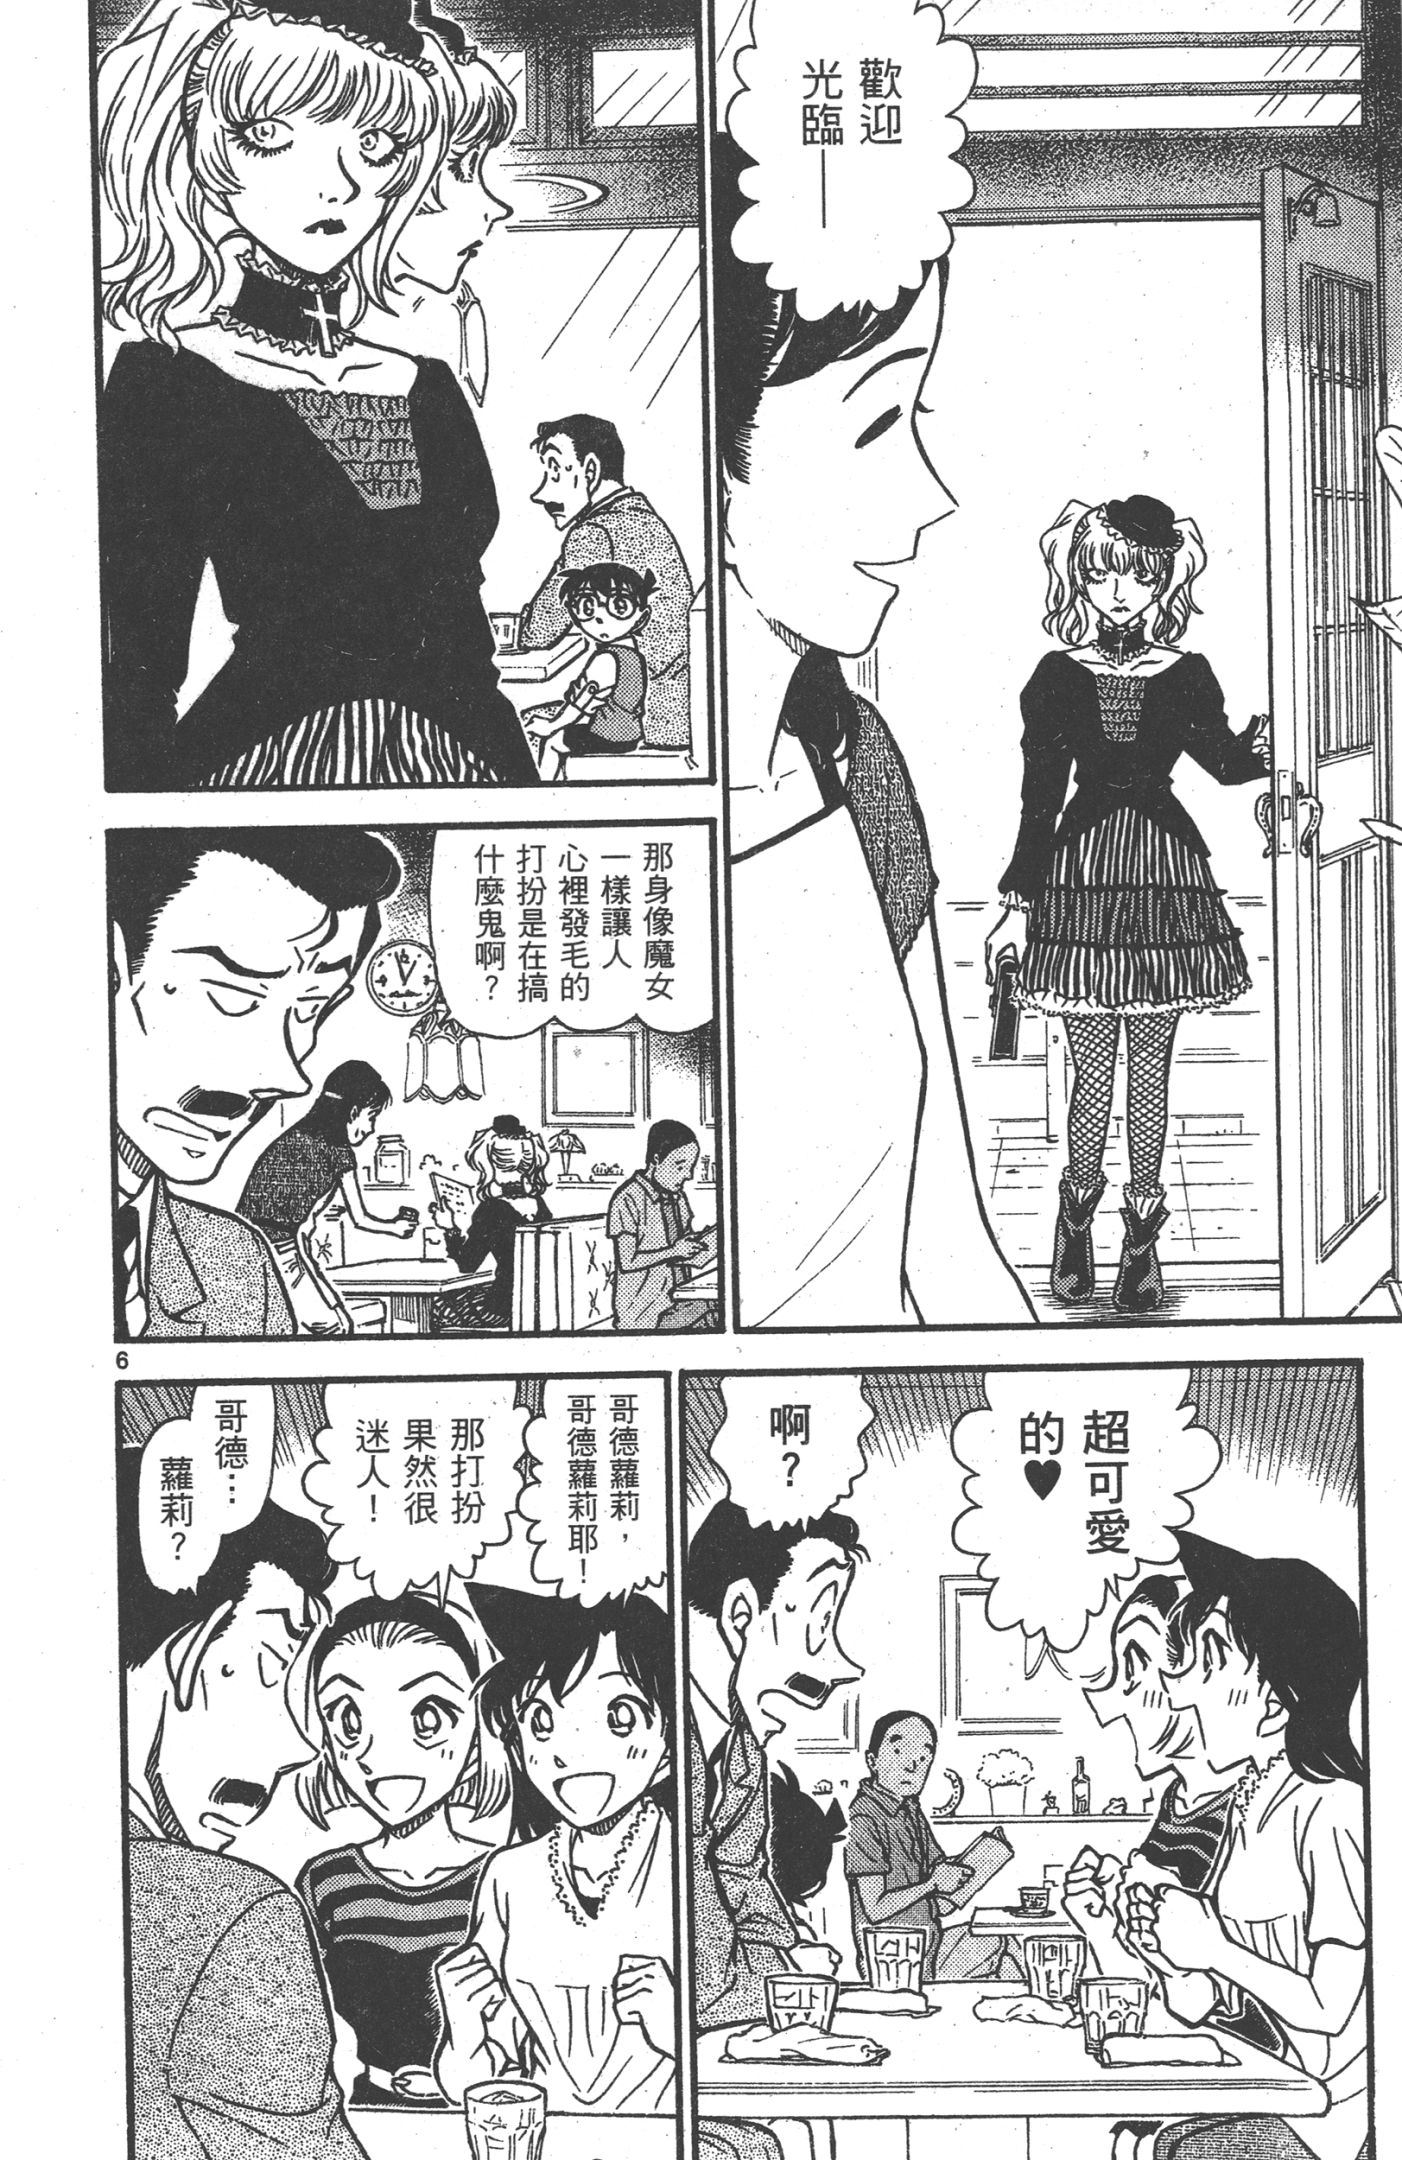 歡迎
光臨——
那身像魔女
一樣讓人
心裡發毛的
打扮是在搞
什麼鬼啊？
6
超可愛
的♥
啊？
哥德蘿莉，
哥德蘿莉耶！
那打扮
果然很
迷人！
哥德…
蘿莉？